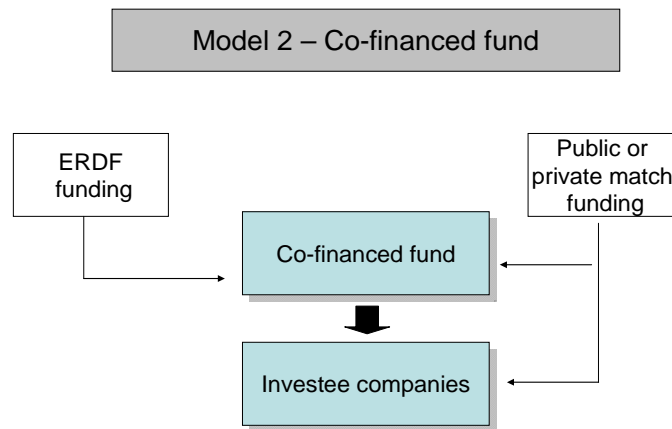 Model 2 – Co-financed fund
ERDF
funding
Public or
private match
funding
Co-financed fund
Investee companies